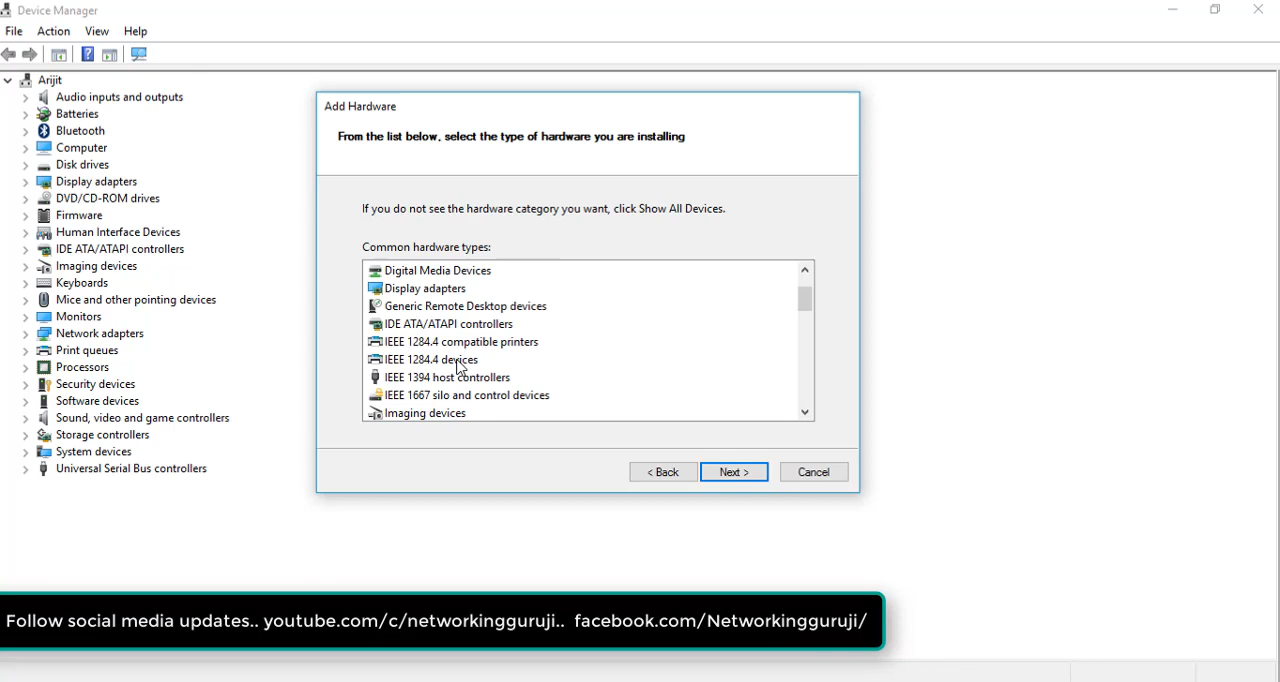 Device Manager
File Action View Help
Arijit
Audio inputs and outputs
Batteries
Bluetooth
Computer
Disk drives
Display adapters
DVD/CD-ROM drives
Firmware
Human Interface Devices
IDE ATA/ATAPI controllers
Imaging devices
Keyboards
Mice and other pointing devices
Monitors
Network adapters
Print queues
Processors
Security devices
Software devices
Sound, video and game controllers
Storage controllers
System devices
Universal Serial Bus controllers
Add Hardware
From the list below, select the type of hardware you are installing
If you do not see the hardware category you want, click Show All Devices.
Common hardware types:
Digital Media Devices
Display adapters
Generic Remote Desktop devices
IDE ATA/ATAPI controllers
IEEE 1284.4 compatible printers
IEEE 1284.4 devices
IEEE 1394 host controllers
IEEE 1667 silo and control devices
Imaging devices
< Back Next > Cancel
Follow social media updates.. youtube.com/c/networkingguruji.. facebook.com/Networkingguruji/